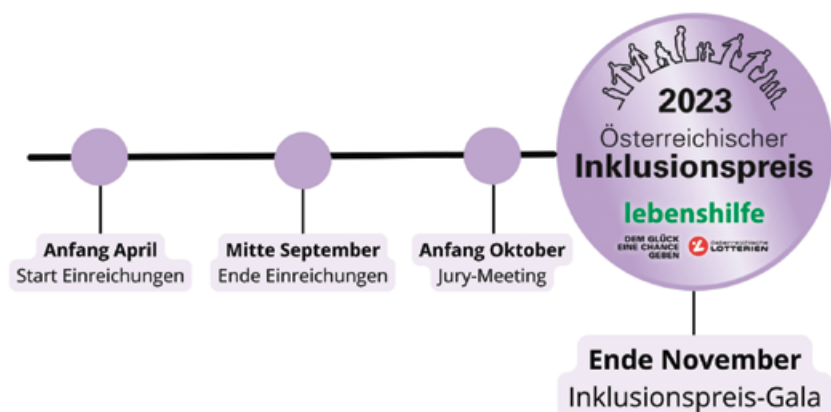 2023
Österreichischer
Inklusionspreis
lebenshilfe
DEM GLÜCK
EINE CHANCE
GEBEN
österreichische
LOTTERIEN
Anfang April
Start Einreichungen
Mitte September
Ende Einreichungen
Anfang Oktober
Jury-Meeting
Ende November
Inklusionspreis-Gala